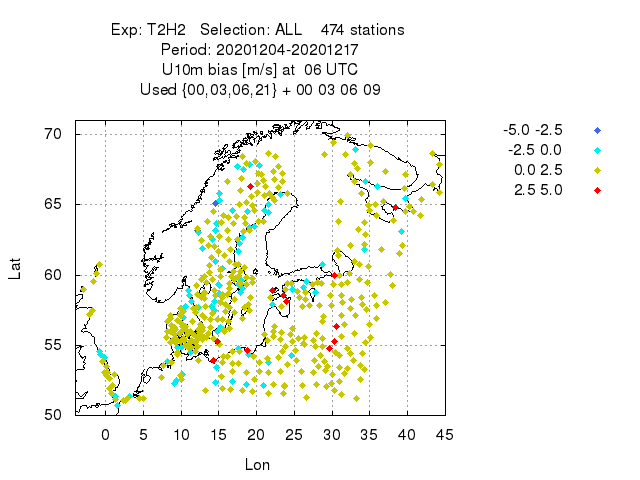 Exp: T2H2   Selection: ALL    474 stations
Period: 20201204-20201217
U10m bias [m/s] at  06 UTC
Used {00,03,06,21} + 00 03 06 09
-5.0 -2.5
-2.5 0.0
0.0 2.5
2.5 5.0
70
65
60
55
50
Lat
0 5 10 15 20 25 30 35 40 45
Lon